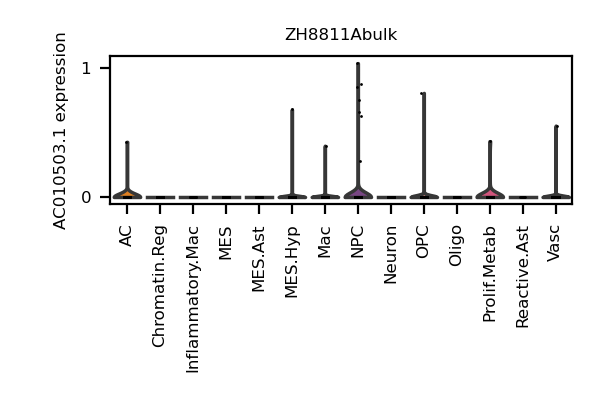 ZH8811Abulk
AC010503.1 expression
1
0
AC
Chromatin.Reg
Inflammatory.Mac
MES
MES.Ast
MES.Hyp
Mac
NPC
Neuron
OPC
Oligo
Prolif.Metab
Reactive.Ast
Vasc